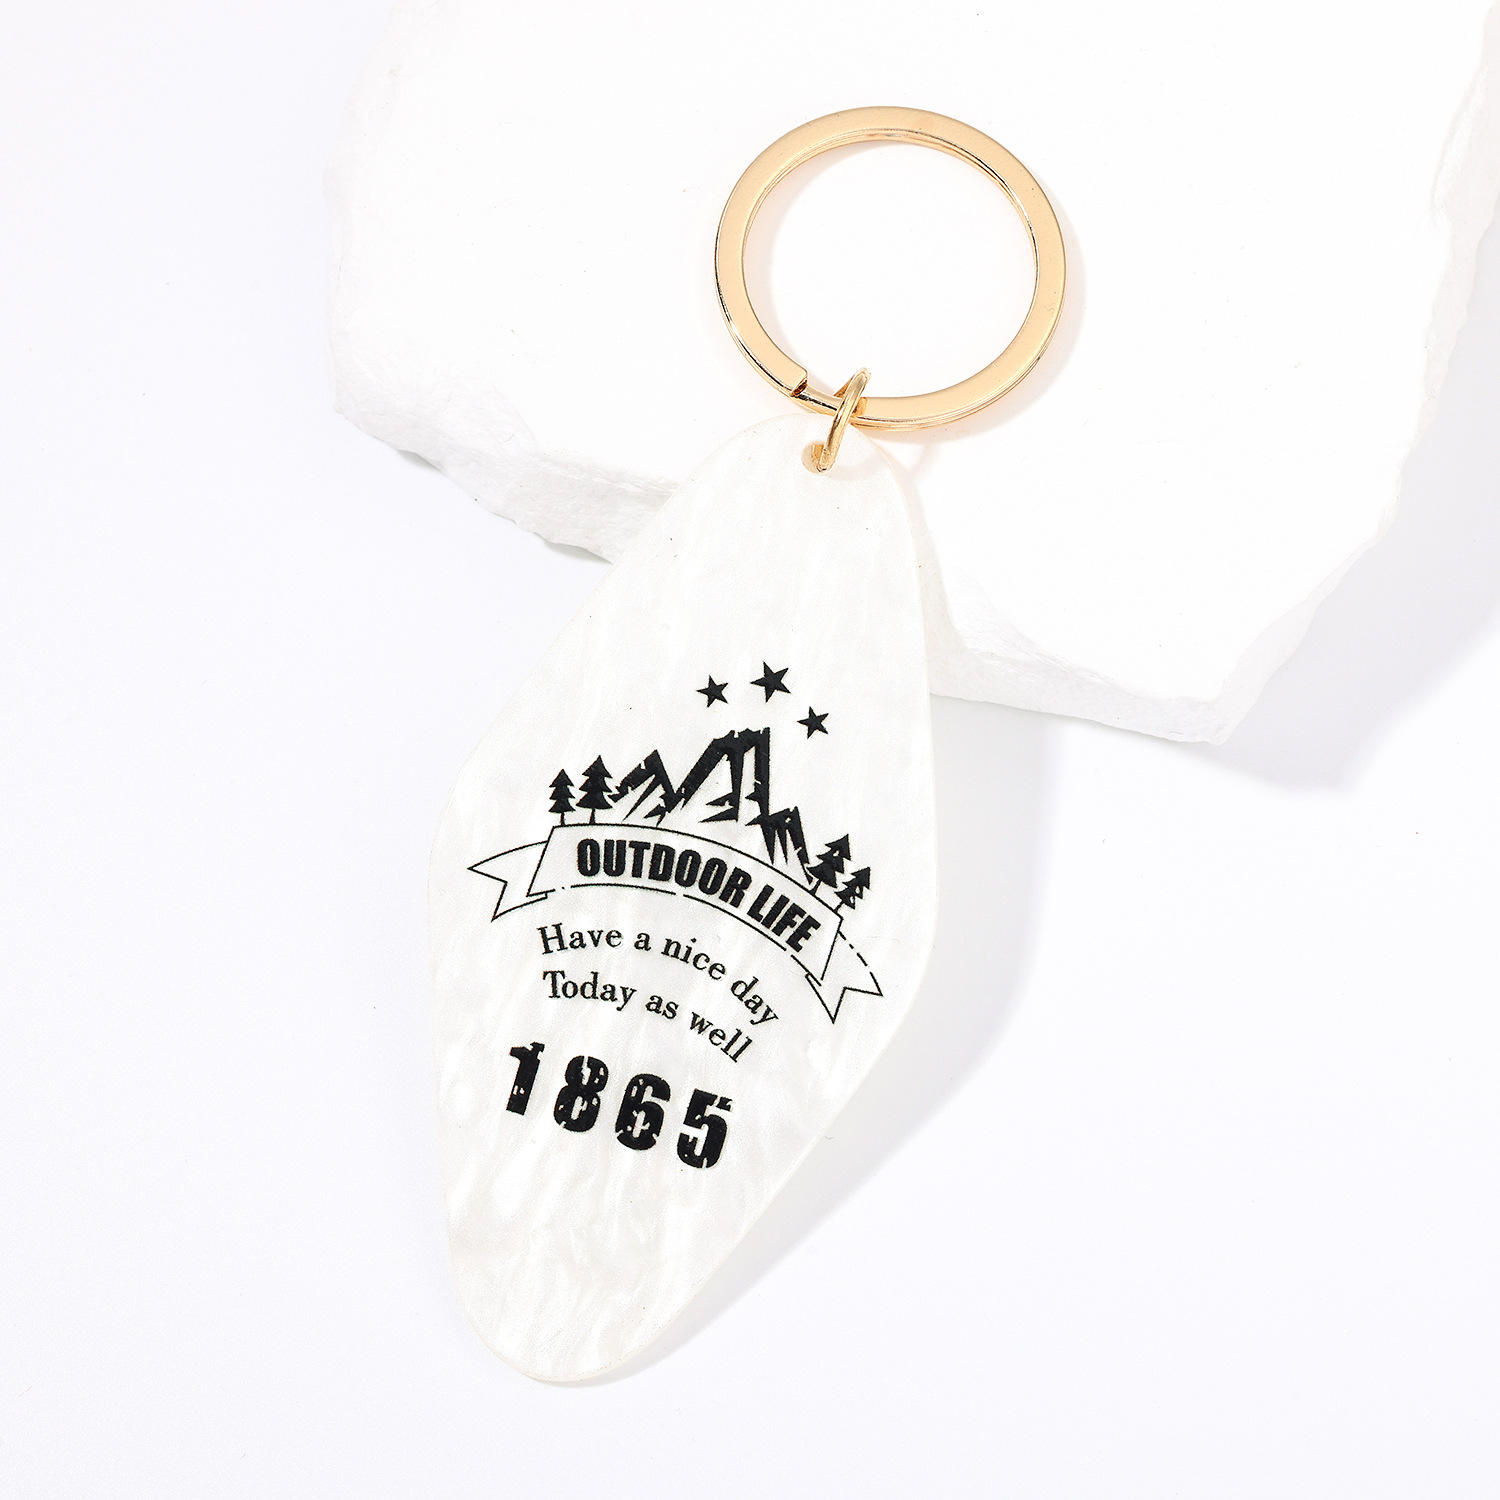 OUTDOOR LIFE
Have a nice day
Today as well
1865